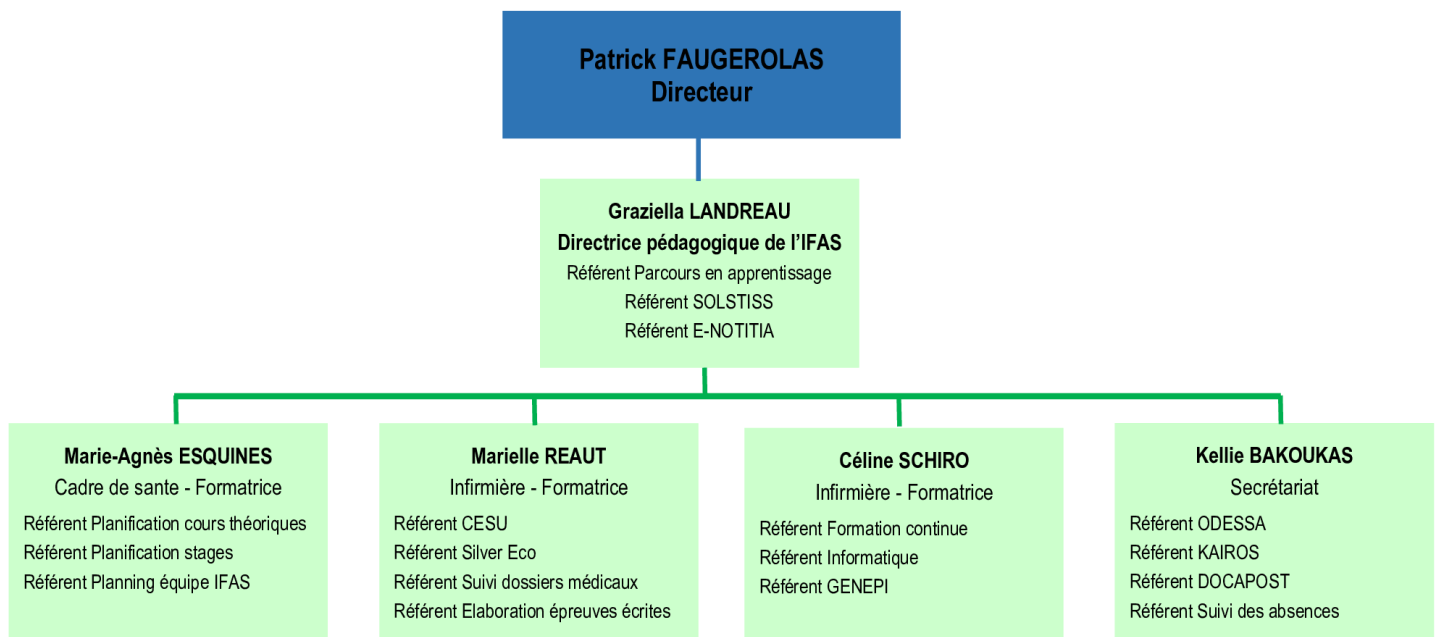 Patrick FAUGEROLAS
Directeur
Graziella LANDREAU
Directrice pédagogique de l'IFAS
Référent Parcours en apprentissage
Référent SOLSTISS
Référent E-NOTITIA
Marie-Agnès ESQUINES
Cadre de sante - Formatrice
Référent Planification cours théoriques
Référent Planification stages
Référent Planning équipe IFAS
Marielle REAUT
Infirmière - Formatrice
Référent CESU
Référent Silver Eco
Référent Suivi dossiers médicaux
Référent Elaboration épreuves écrites
Céline SCHIRO
Infirmière - Formatrice
Référent Formation continue
Référent Informatique
Référent GENEPI
Kellie BAKOUKAS
Secrétariat
Référent ODESSA
Référent KAIROS
Référent DOCAPOST
Référent Suivi des absences